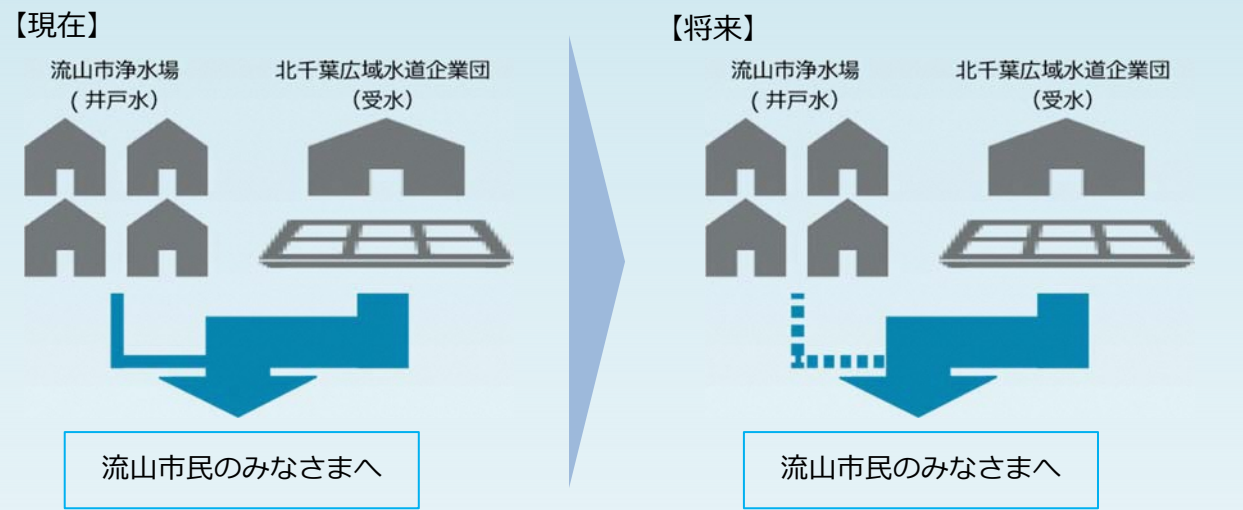 【現在】
流山市浄水場
( 井戸水）
北千葉広域水道企業団
（受水）
流山市民のみなさまへ
【将来】
流山市浄水場
( 井戸水）
北千葉広域水道企業団
（受水）
流山市民のみなさまへ